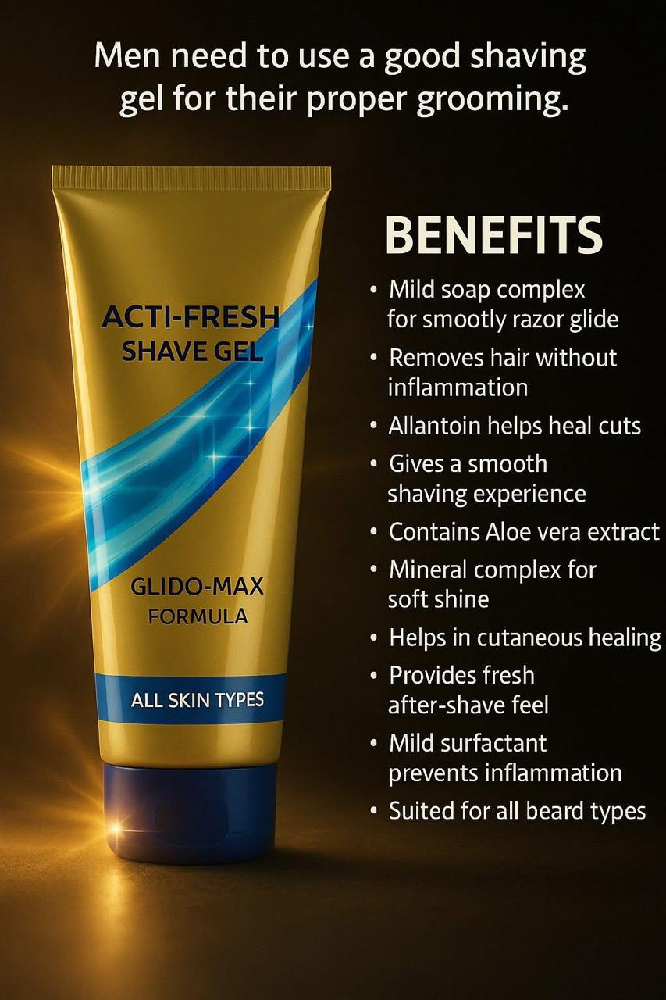 Men need to use a good shaving
gel for their proper grooming.
ACTI-FRESH
SHAVE GEL
GLIDO-MAX
FORMULA
ALL SKIN TYPES
BENEFITS
• Mild soap complex
for smootly razor glide
• Removes hair without
inflammation
• Allantoin helps heal cuts
• Gives a smooth
shaving experience
• Contains Aloe vera extract
• Mineral complex for
soft shine
• Helps in cutaneous healing
• Provides fresh
after-shave feel
• Mild surfactant
prevents inflammation
• Suited for all beard types